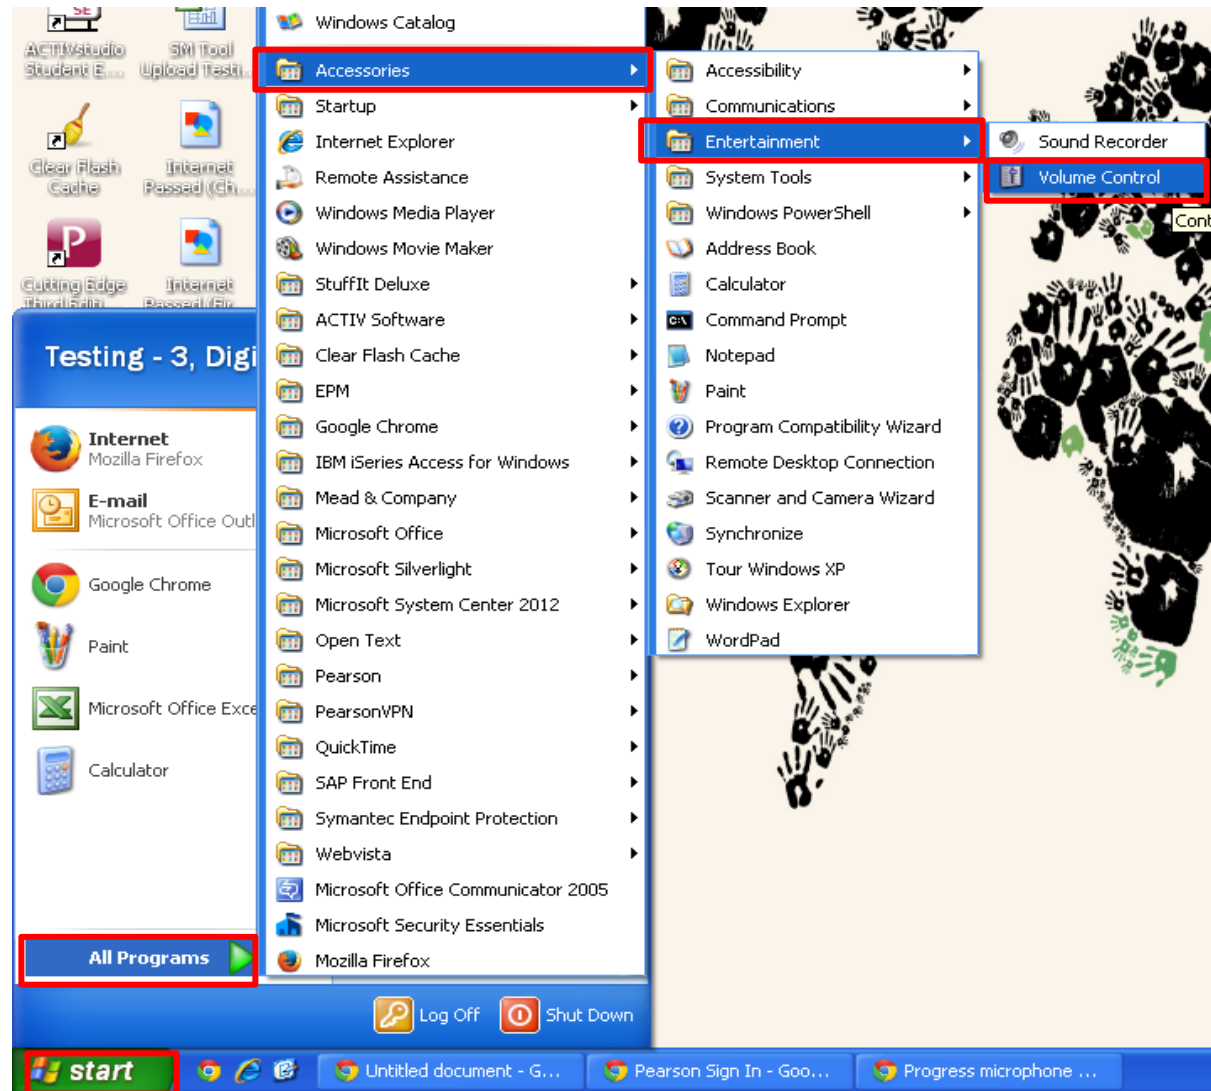 SE
ACTIVstudio
Student E...
SM Tool
Upload Testi...
Clear Flash
Cache
Internet
Passed (Ch...
Cutting Edge
Third Editi...
Internet
Passed (Fir...
Testing - 3, Digi
Internet
Mozilla Firefox
E-mail
Microsoft Office Outl
Google Chrome
Paint
Microsoft Office Exce
Calculator
All Programs
Windows Catalog
Accessories
Startup
Internet Explorer
Remote Assistance
Windows Media Player
Windows Movie Maker
StuffIt Deluxe
ACTIV Software
Clear Flash Cache
EPM
Google Chrome
IBM iSeries Access for Windows
Mead & Company
Microsoft Office
Microsoft Silverlight
Microsoft System Center 2012
Open Text
Pearson
PearsonVPN
QuickTime
SAP Front End
Symantec Endpoint Protection
Webvista
Microsoft Office Communicator 2005
Microsoft Security Essentials
Mozilla Firefox
Accessibility
Communications
Entertainment
System Tools
Windows PowerShell
Address Book
Calculator
Command Prompt
Notepad
Paint
Program Compatibility Wizard
Remote Desktop Connection
Scanner and Camera Wizard
Synchronize
Tour Windows XP
Windows Explorer
WordPad
Sound Recorder
Volume Control
Cont
Log Off
Shut Down
start
Untitled document - G...
Pearson Sign In - Goo...
Progress microphone ...